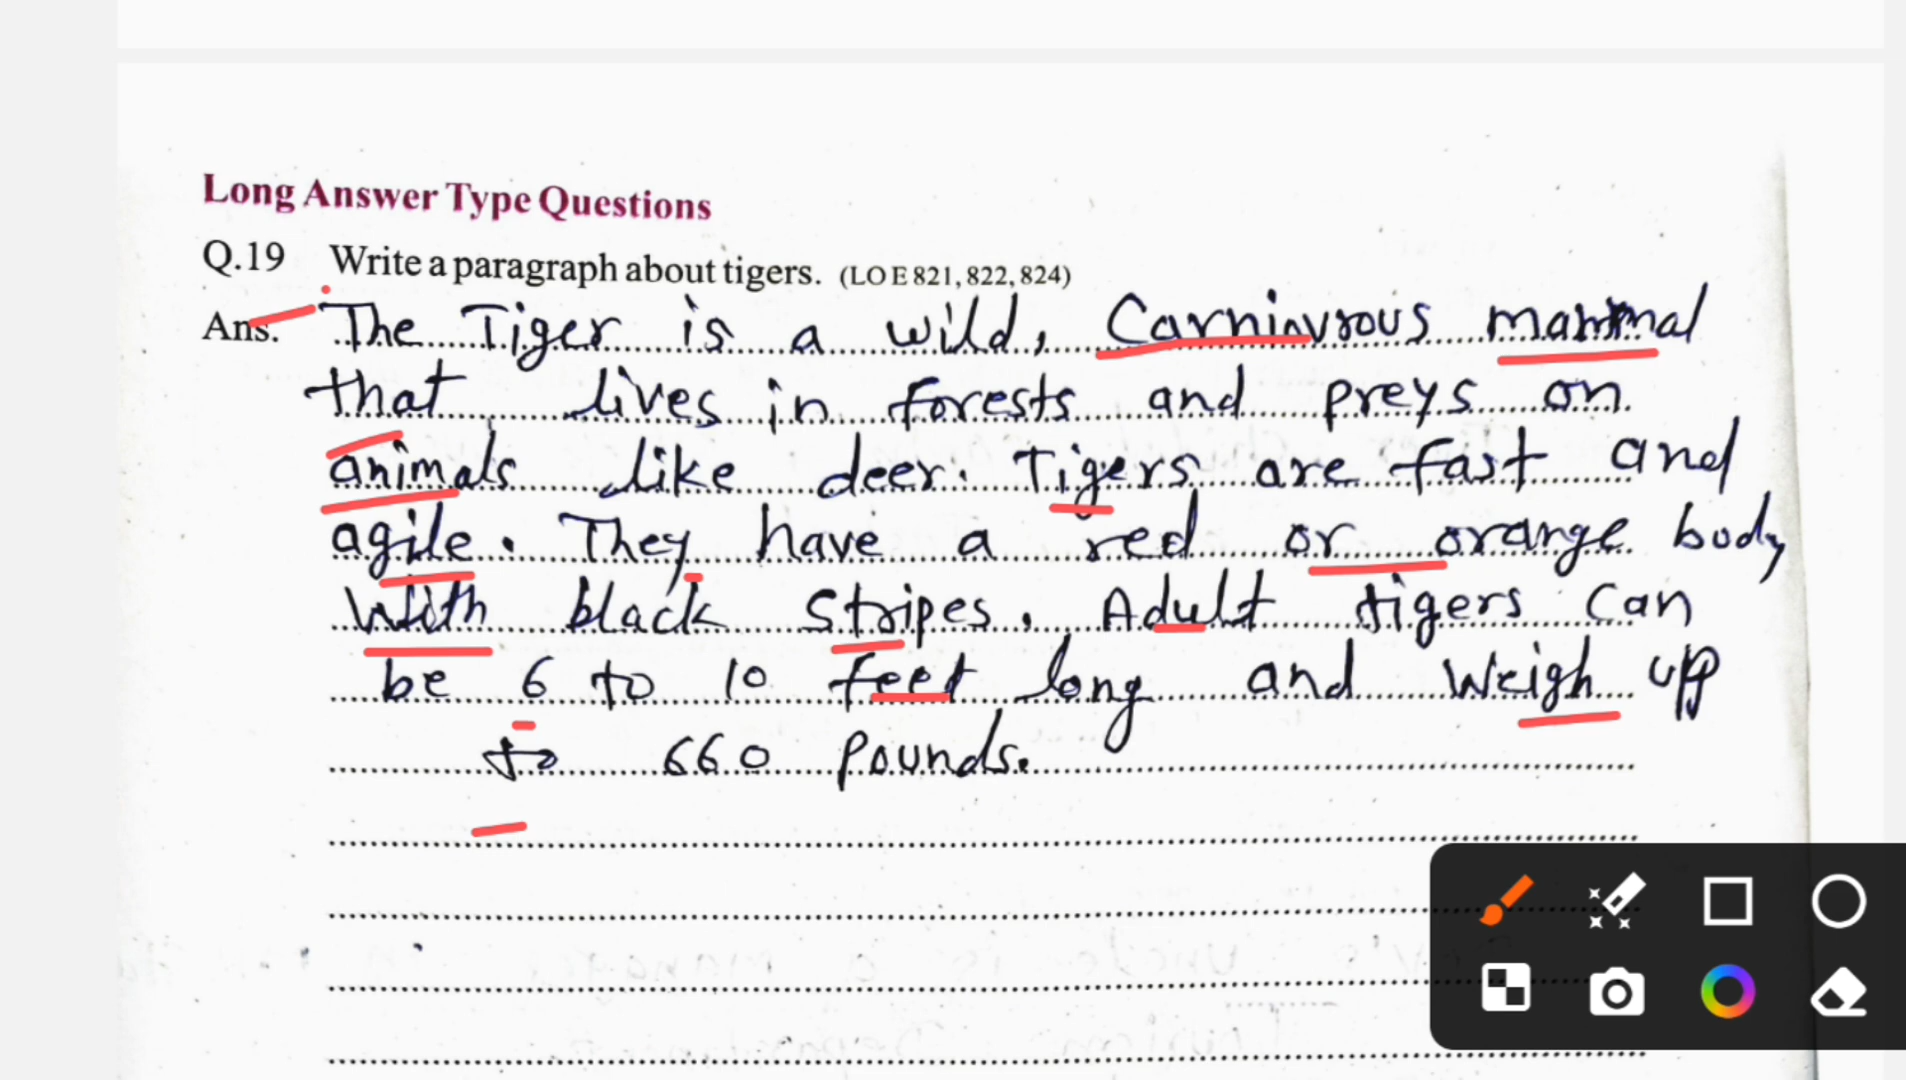 Long Answer Type Questions
Q.19 Write a paragraph about tigers. (LO E 821, 822, 824)
Ans. The Tiger is a wild, Carninvrous mammal
that lives in forests and preys on
animals like deer. Tigers are fast and
agile. They have a red or orange body
With black Stripes. Adult tigers Can
be 6 to 10 feet long and Weigh up
to 660 Pounds.